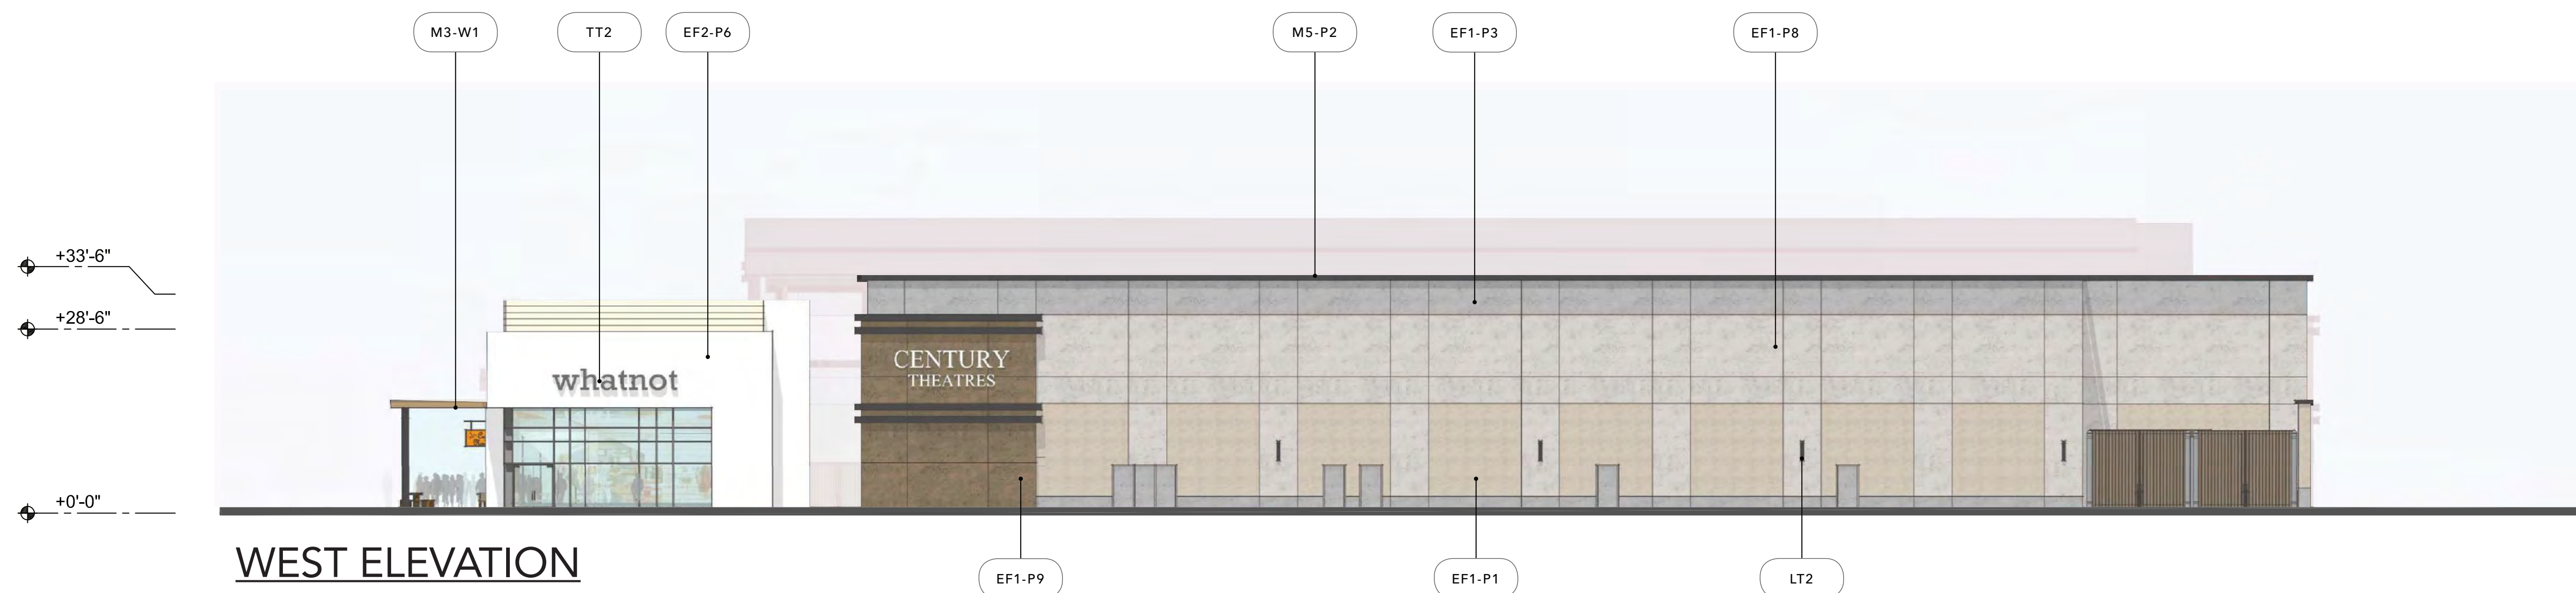 M3-W1
TT2
EF2-P6
M5-P2
EF1-P3
EF1-P8
+33'-6"
+28'-6"
+0'-0"
whatnot
CENTURY
THEATRES
WEST ELEVATION
EF1-P9
EF1-P1
LT2